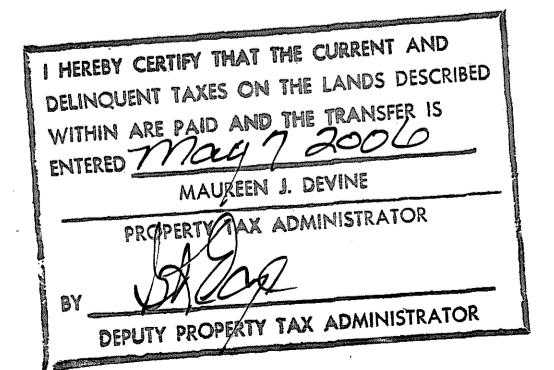 I HEREBY CERTIFY THAT THE CURRENT AND
DELINQUENT TAXES ON THE LANDS DESCRIBED
WITHIN ARE PAID AND THE TRANSFER IS
ENTERED May 7 2006
MAUREEN J. DEVINE
PROPERTY TAX ADMINISTRATOR
BY
DEPUTY PROPERTY TAX ADMINISTRATOR